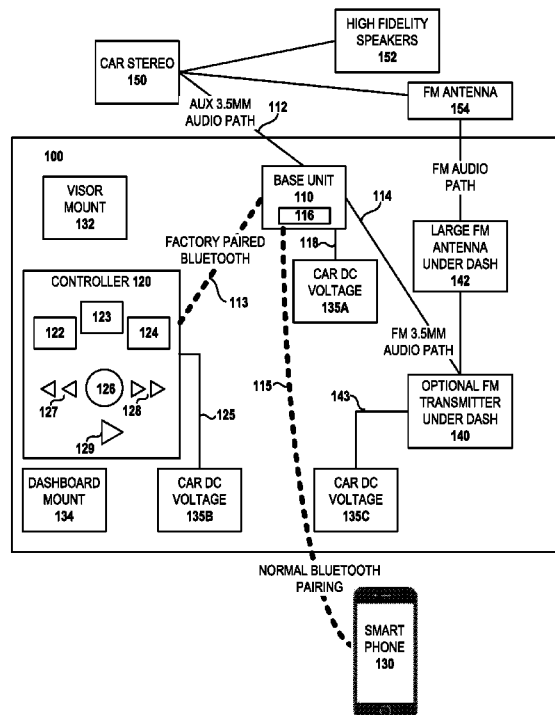 HIGH FIDELITY
SPEAKERS
152
CAR STEREO
150
FM ANTENNA
154
AUX 3.5MM
AUDIO PATH
112
100
VISOR
MOUNT
132
BASE UNIT
110
116
114
FM AUDIO
PATH
FACTORY PAIRED
BLUETOOTH
113
118
CAR DC
VOLTAGE
135A
LARGE FM
ANTENNA
UNDER DASH
142
CONTROLLER 120
122
123
124
126
127
128
129
125
115
FM 3.5MM
AUDIO PATH
143
OPTIONAL FM
TRANSMITTER
UNDER DASH
140
DASHBOARD
MOUNT
134
CAR DC
VOLTAGE
135B
CAR DC
VOLTAGE
135C
NORMAL BLUETOOTH
PAIRING
SMART
PHONE
130